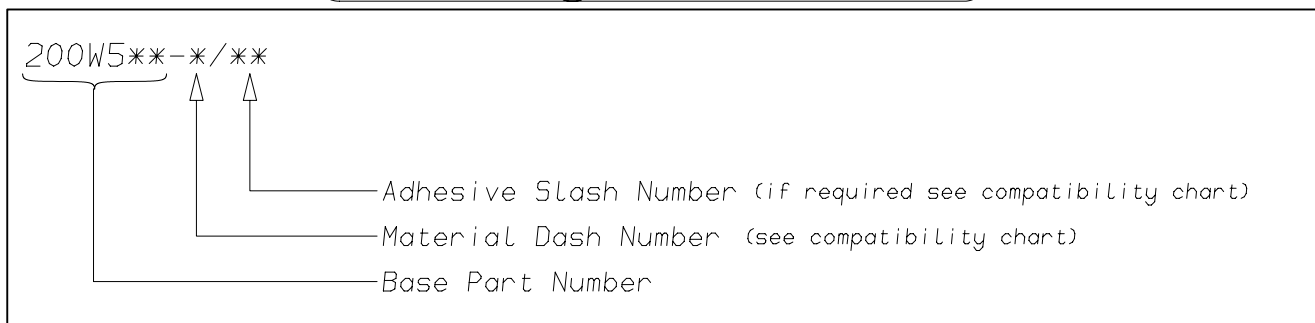 200W5**-*/**
Adhesive Slash Number (if required see compatibility chart)
Material Dash Number (see compatibility chart)
Base Part Number